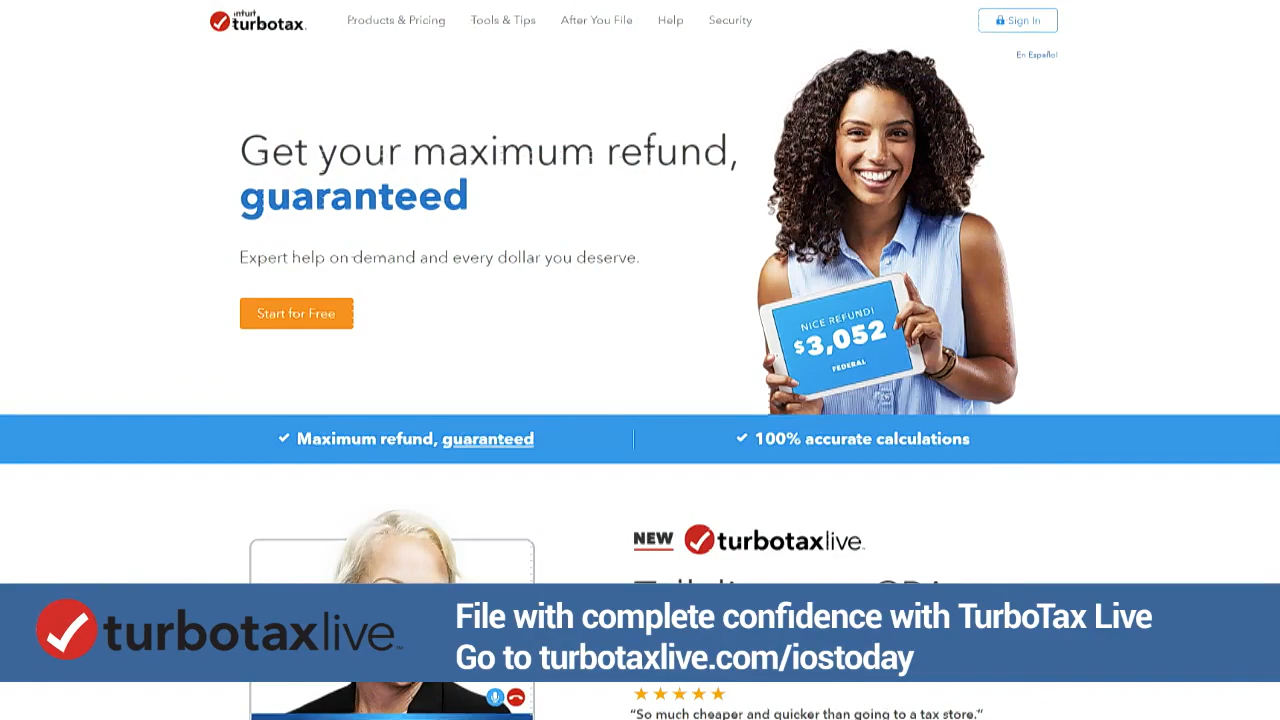 intuit
turbotax.
Products & Pricing
Tools & Tips
After You File
Help
Security
Sign In
En Español
Get your maximum refund,
guaranteed
Expert help on demand and every dollar you deserve.
Start for Free
NICE REFUND!
$3,052
FEDERAL
Maximum refund, guaranteed
100% accurate calculations
NEW turbotaxlive.
turbotaxlive
File with complete confidence with TurboTax Live
Go to turbotaxlive.com/iostoday
“So much cheaper and quicker than going to a tax store.”